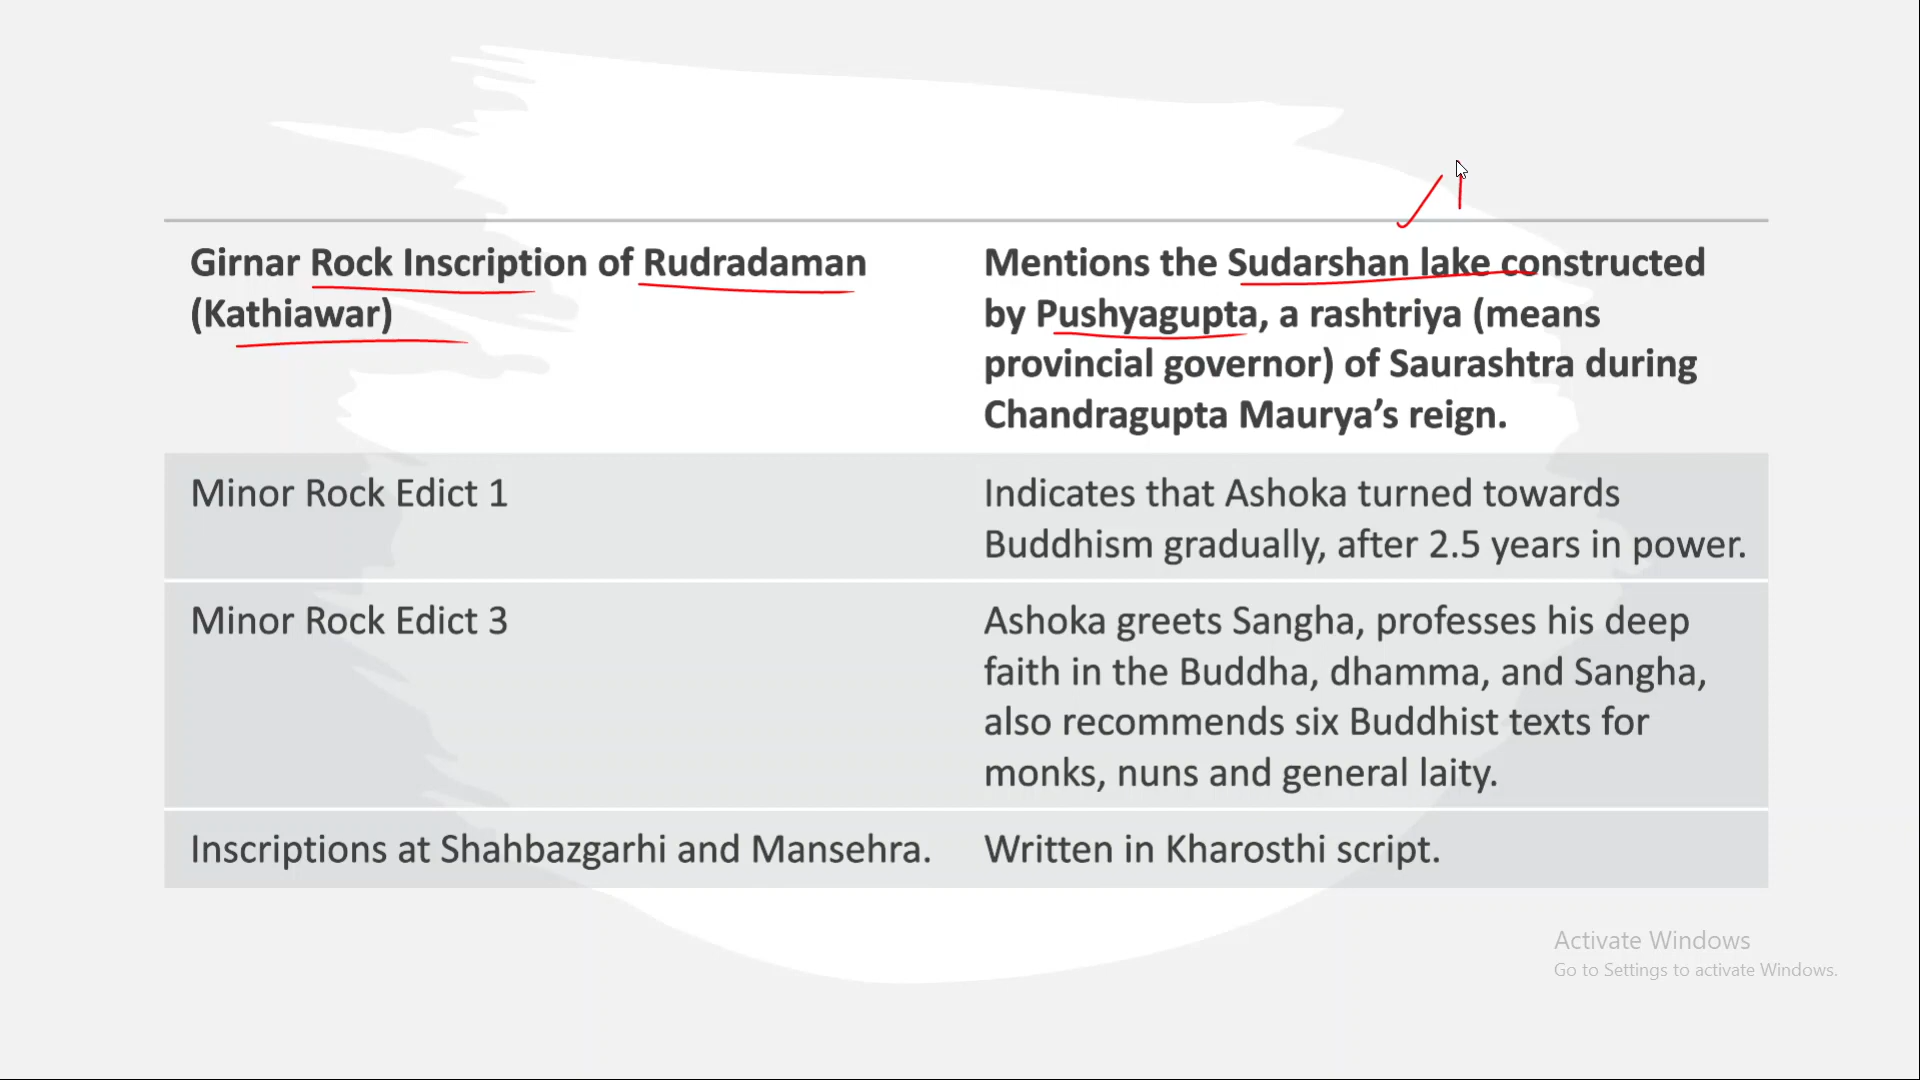 Girnar Rock Inscription of Rudradaman
(Kathiawar)
Mentions the Sudarshan lake constructed
by Pushyagupta, a rashtriya (means
provincial governor) of Saurashtra during
Chandragupta Maurya’s reign.
Minor Rock Edict 1
Indicates that Ashoka turned towards
Buddhism gradually, after 2.5 years in power.
Minor Rock Edict 3
Ashoka greets Sangha, professes his deep
faith in the Buddha, dhamma, and Sangha,
also recommends six Buddhist texts for
monks, nuns and general laity.
Inscriptions at Shahbazgarhi and Mansehra.
Written in Kharosthi script.
Activate Windows
Go to Settings to activate Windows.